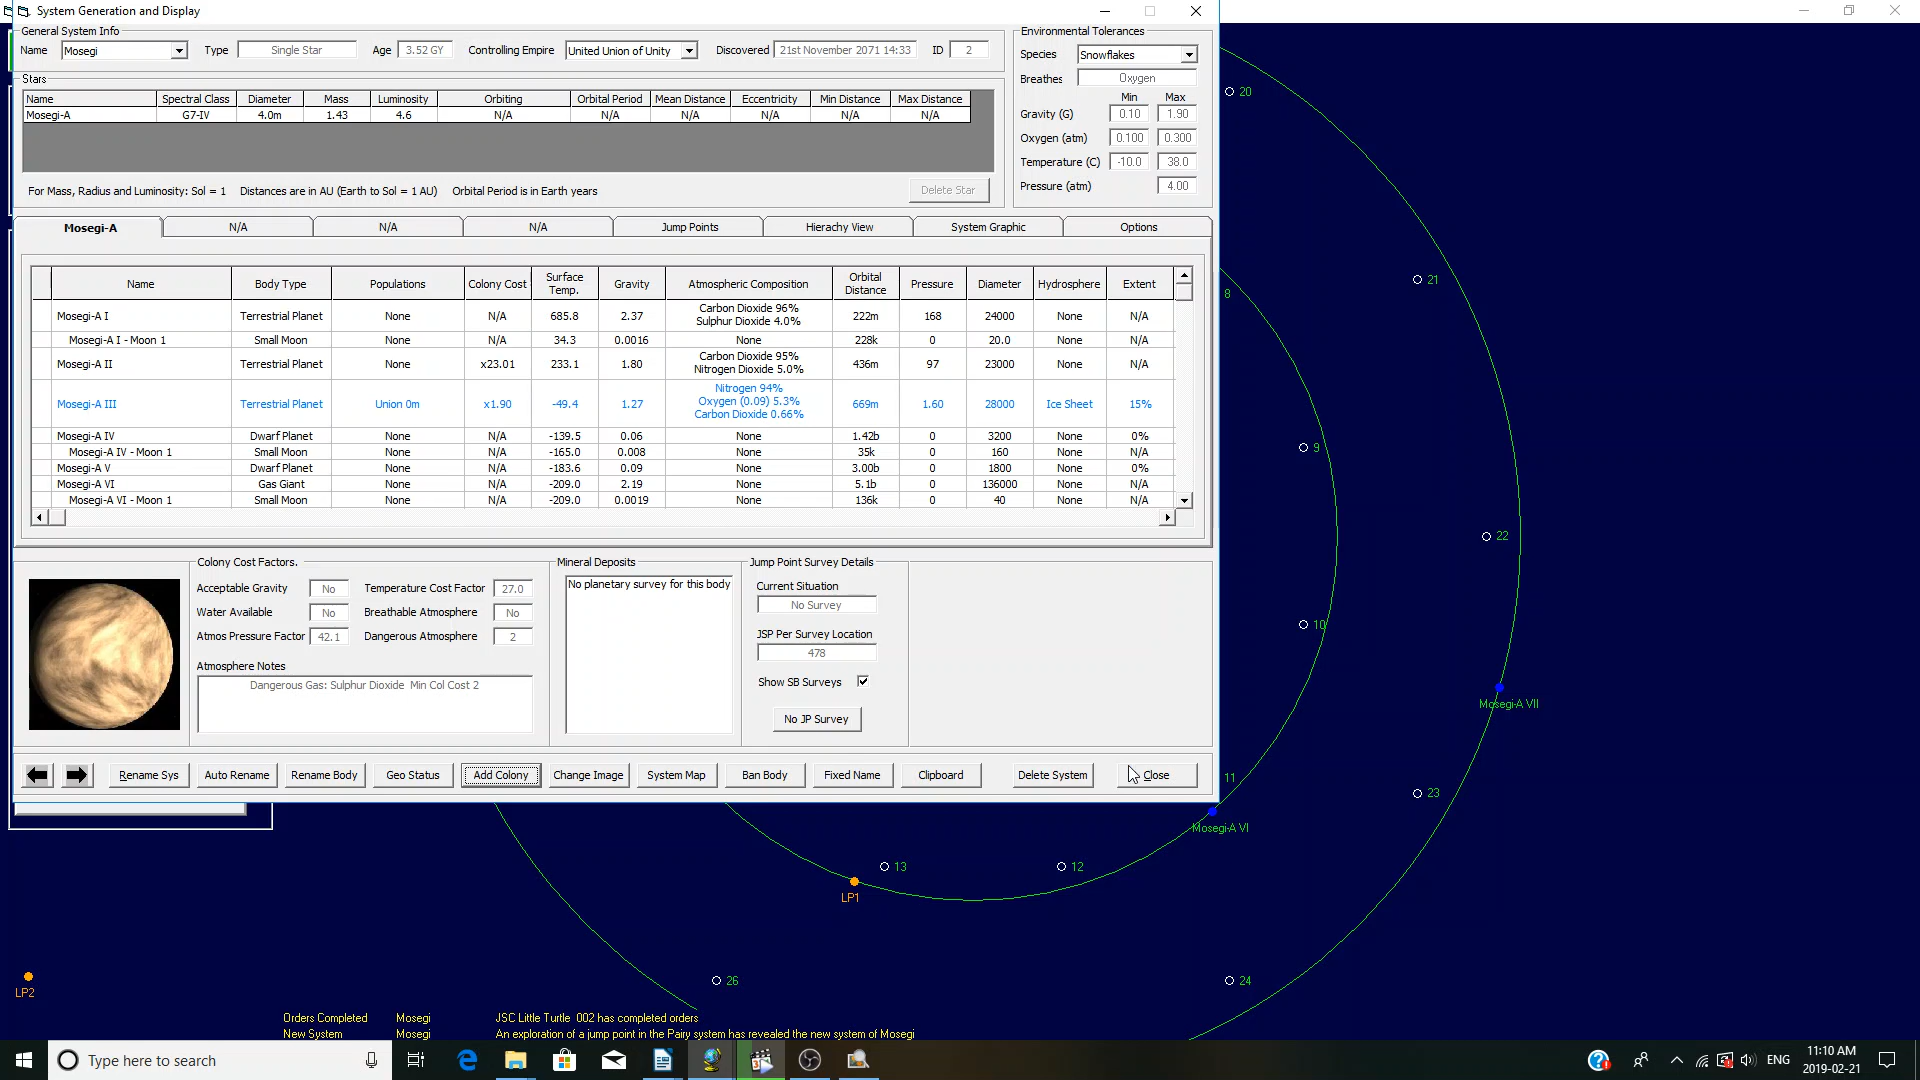 System Generation and Display
General System Info
Name Mosegi Type Single Star Age 3.52 GY Controlling Empire United Union of Unity Discovered 21st November 2071 14:33 ID 2
Stars
Name Spectral Class Diameter Mass Luminosity Orbiting Orbital Period Mean Distance Eccentricity Min Distance Max Distance
Mosegi-A G7-IV 4.0m 1.43 4.6 N/A N/A N/A N/A N/A N/A
For Mass, Radius and Luminosity: Sol = 1 Distances are in AU (Earth to Sol = 1 AU) Orbital Period is in Earth years Delete Star
Environmental Tolerances
Species Snowflakes
Breathes Oxygen
Min Max
Gravity (G) 0.10 1.90
Oxygen (atm) 0.100 0.300
Temperature (C) -10.0 38.0
Pressure (atm) 4.00
Mosegi-A N/A N/A N/A Jump Points Hierachy View System Graphic Options
Name Body Type Populations Colony Cost Surface Temp. Gravity Atmospheric Composition Orbital Distance Pressure Diameter Hydrosphere Extent
Mosegi-A I Terrestrial Planet None N/A 685.8 2.37 Carbon Dioxide 96% Sulphur Dioxide 4.0% 222m 168 24000 None N/A
Mosegi-A I - Moon 1 Small Moon None N/A 34.3 0.0016 None 228k 0 20.0 None N/A
Mosegi-A II Terrestrial Planet None x23.01 233.1 1.80 Carbon Dioxide 95% Nitrogen Dioxide 5.0% 436m 97 23000 None N/A
Mosegi-A III Terrestrial Planet Union 0m x1.90 -49.4 1.27 Nitrogen 94% Oxygen (0.09) 5.3% Carbon Dioxide 0.66% 669m 1.60 28000 Ice Sheet 15%
Mosegi-A IV Dwarf Planet None N/A -139.5 0.06 None 1.42b 0 3200 None 0%
Mosegi-A IV - Moon 1 Small Moon None N/A -165.0 0.008 None 35k 0 160 None N/A
Mosegi-A V Dwarf Planet None N/A -183.6 0.09 None 3.00b 0 1800 None 0%
Mosegi-A VI Gas Giant None N/A -209.0 2.19 None 5.1b 0 136000 None N/A
Mosegi-A VI - Moon 1 Small Moon None N/A -209.0 0.0019 None 136k 0 40 None N/A
Colony Cost Factors.
Acceptable Gravity No Temperature Cost Factor 27.0
Water Available No Breathable Atmosphere No
Atmos Pressure Factor 42.1 Dangerous Atmosphere 2
Atmosphere Notes
Dangerous Gas: Sulphur Dioxide Min Col Cost 2
Mineral Deposits
No planetary survey for this body
Jump Point Survey Details
Current Situation
No Survey
JSP Per Survey Location
478
Show SB Surveys
No JP Survey
Rename Sys Auto Rename Rename Body Geo Status Add Colony Change Image System Map Ban Body Fixed Name Clipboard Delete System Close
20
21
8
9
22
10
Mosegi-A VII
11
23
Mosegi-A VI
13
12
LP1
26
24
LP2
Orders Completed Mosegi JSC Little Turtle 002 has completed orders
New System Mosegi An exploration of a jump point in the Pairy system has revealed the new system of Mosegi
Type here to search
ENG
11:10 AM
2019-02-21